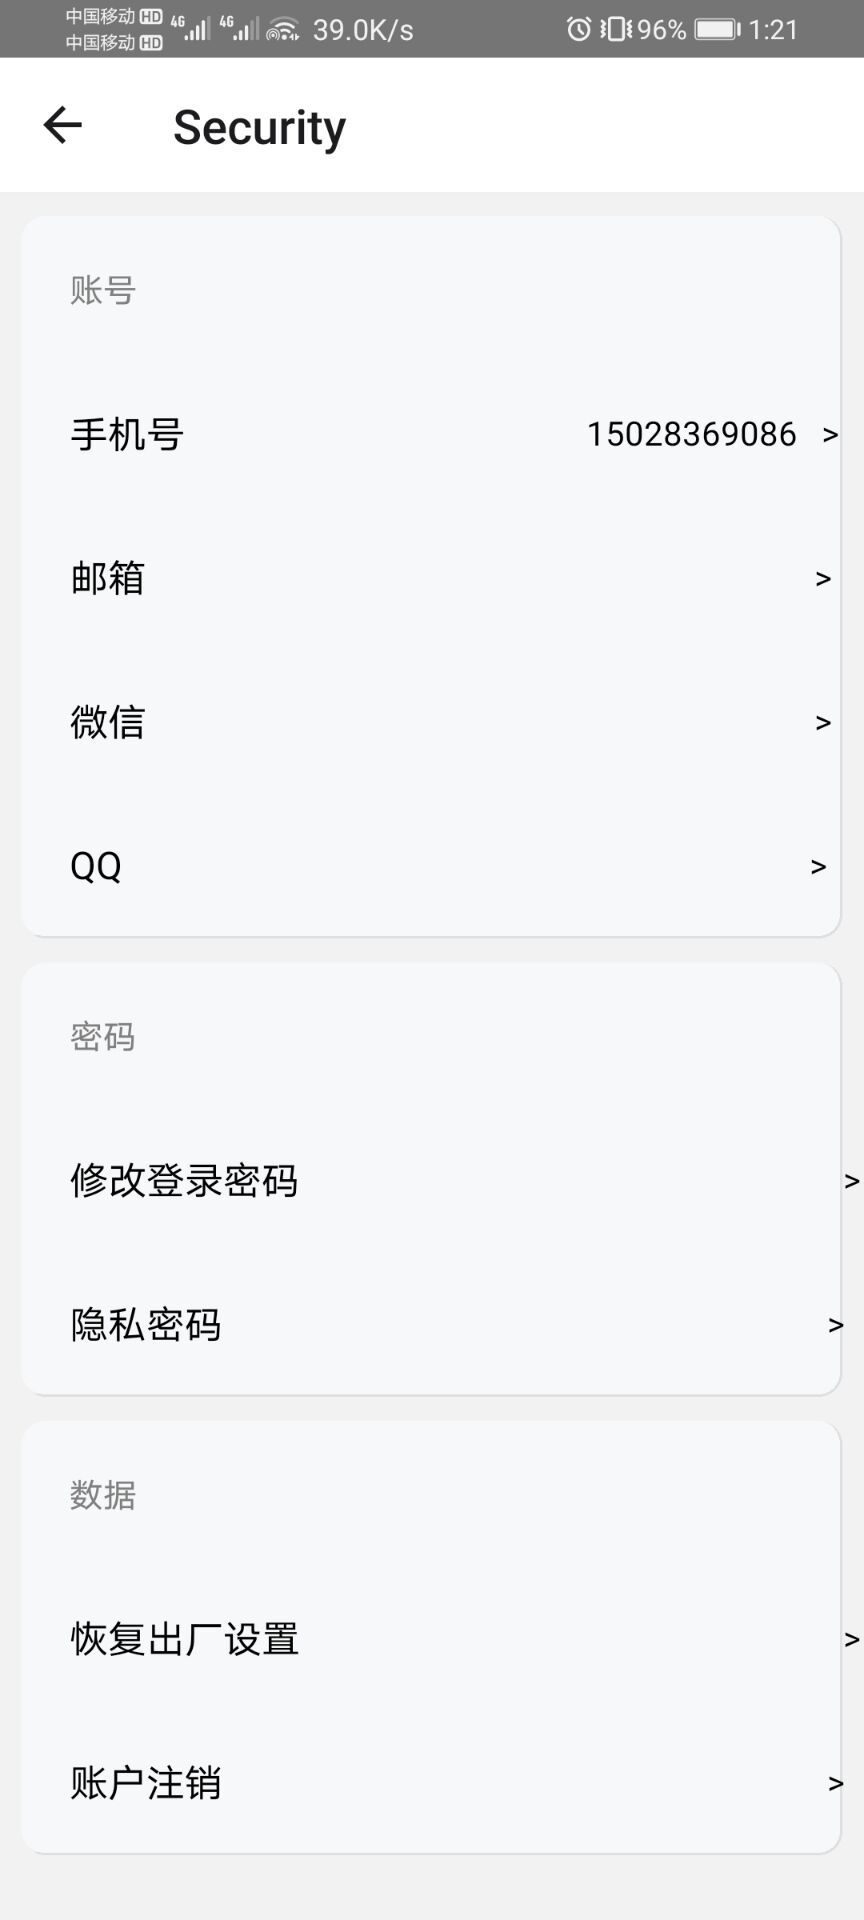 中国移动 HD 4G 4G 39.0K/s 96% 1:21
中国移动 HD
Security
账号
手机号 15028369086 >
邮箱 >
微信 >
QQ >
密码
修改登录密码 >
隐私密码 >
数据
恢复出厂设置 >
账户注销 >